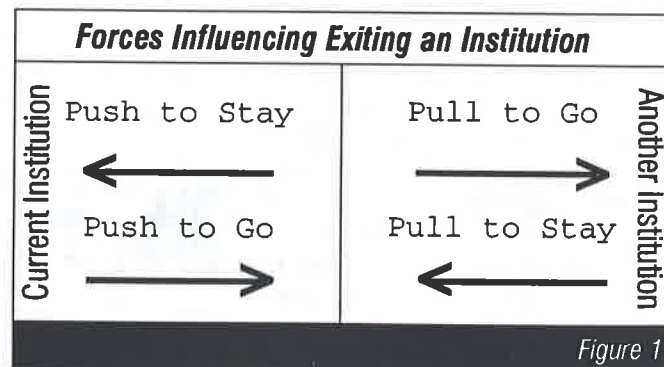 Forces Influencing Exiting an Institution
Current Institution
Push to Stay
Push to Go
Pull to Go
Pull to Stay
Another Institution
Figure 1